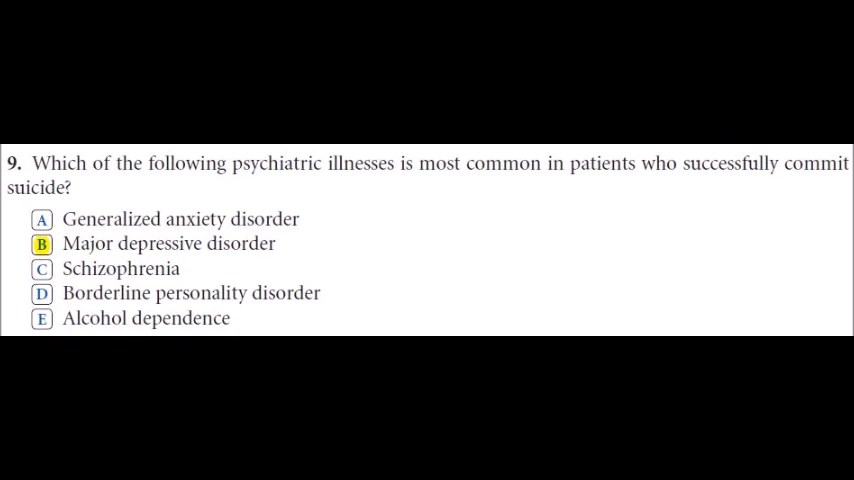 9. Which of the following psychiatric illnesses is most common in patients who successfully commit
suicide?
A Generalized anxiety disorder
B Major depressive disorder
C Schizophrenia
D Borderline personality disorder
E Alcohol dependence